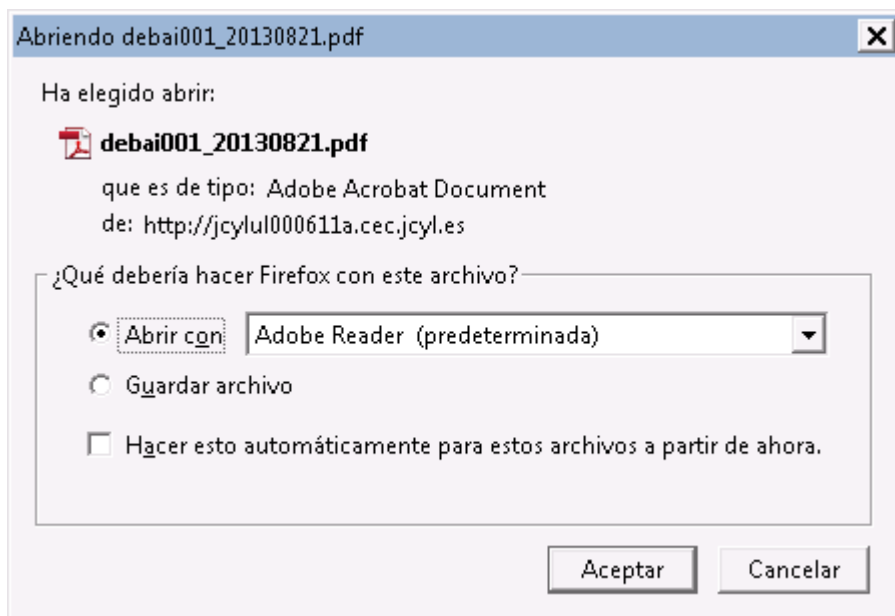 Abriendo debai001_20130821.pdf
Ha elegido abrir:
debai001_20130821.pdf
que es de tipo: Adobe Acrobat Document
de: http://jcylul000611a.cec.jcyl.es
¿Qué debería hacer Firefox con este archivo?
Abrir con Adobe Reader (predeterminada)
Guardar archivo
Hacer esto automáticamente para estos archivos a partir de ahora.
Aceptar Cancelar